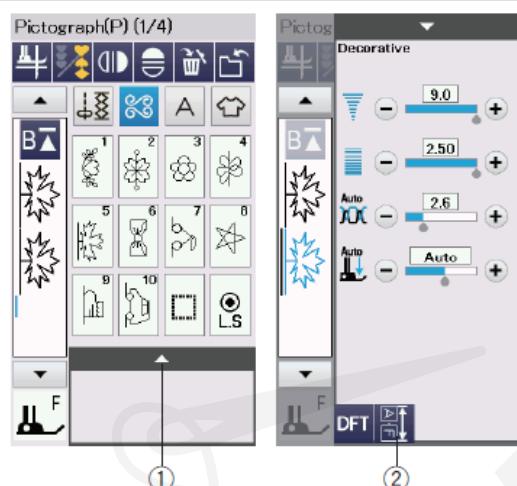 Pictograph(P) (1/4)
A
B
1 2 3 4
5 6 7 8
9 10
L.S
F
①
Pictog
Decorative
B
9.0
2.50
Auto
2.6
Auto
Auto
F
DFT
A
F
②